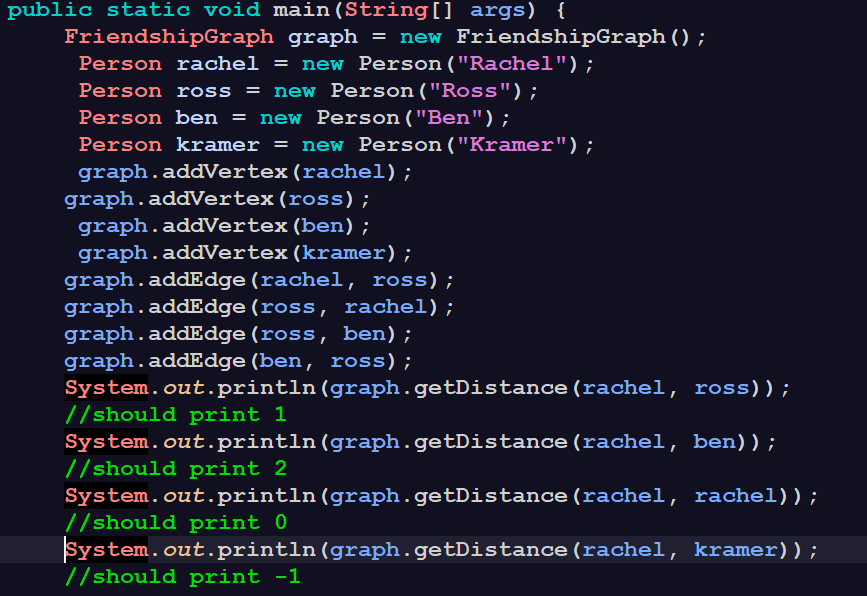 public static void main(String[] args) {
FriendshipGraph graph = new FriendshipGraph();
Person rachel = new Person("Rachel");
Person ross = new Person("Ross");
Person ben = new Person("Ben");
Person kramer = new Person("Kramer");
graph.addVertex(rachel);
graph.addVertex(ross);
graph.addVertex(ben);
graph.addVertex(kramer);
graph.addEdge(rachel, ross);
graph.addEdge(ross, rachel);
graph.addEdge(ross, ben);
graph.addEdge(ben, ross);
System.out.println(graph.getDistance(rachel, ross));
//should print 1
System.out.println(graph.getDistance(rachel, ben));
//should print 2
System.out.println(graph.getDistance(rachel, rachel));
//should print 0
System.out.println(graph.getDistance(rachel, kramer));
//should print -1